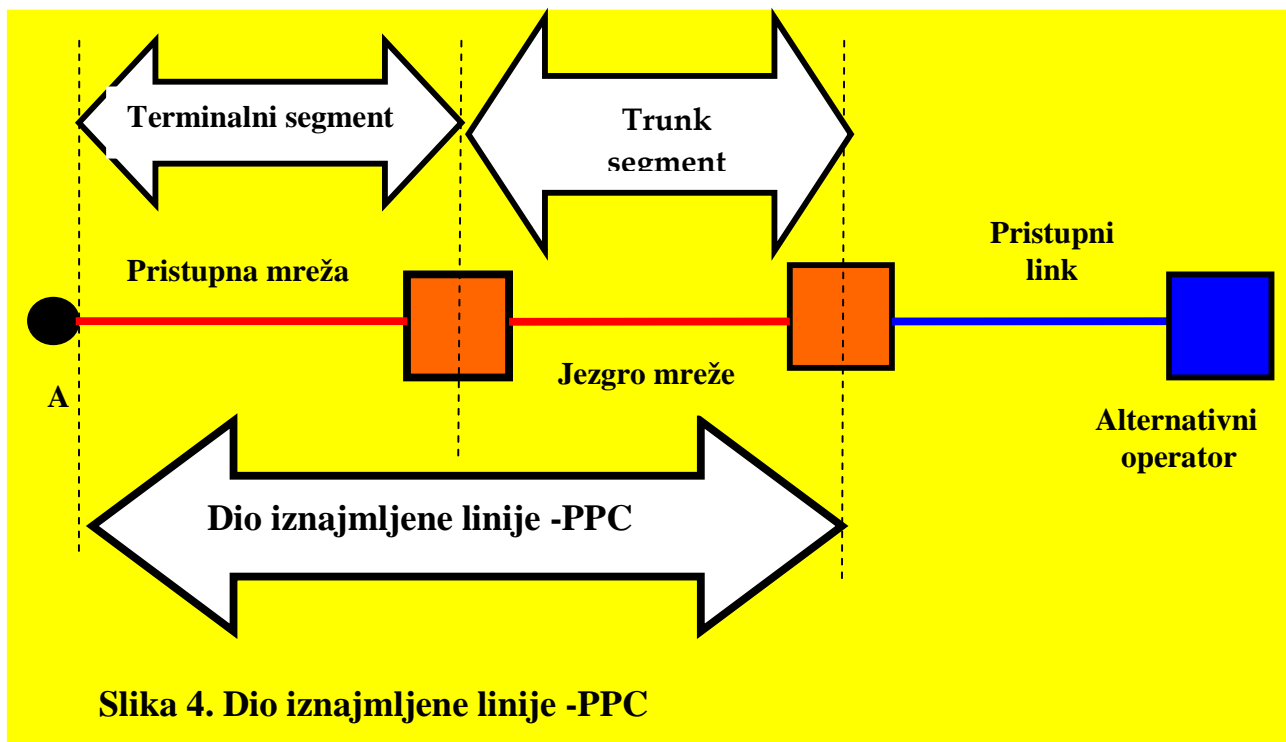 Terminalni segment
Trunk
segment
Pristupni
link
Pristupna mreža
Jezgro mreže
A
Alternativni
operator
Dio iznajmljene linije -PPC
Slika 4. Dio iznajmljene linije -PPC